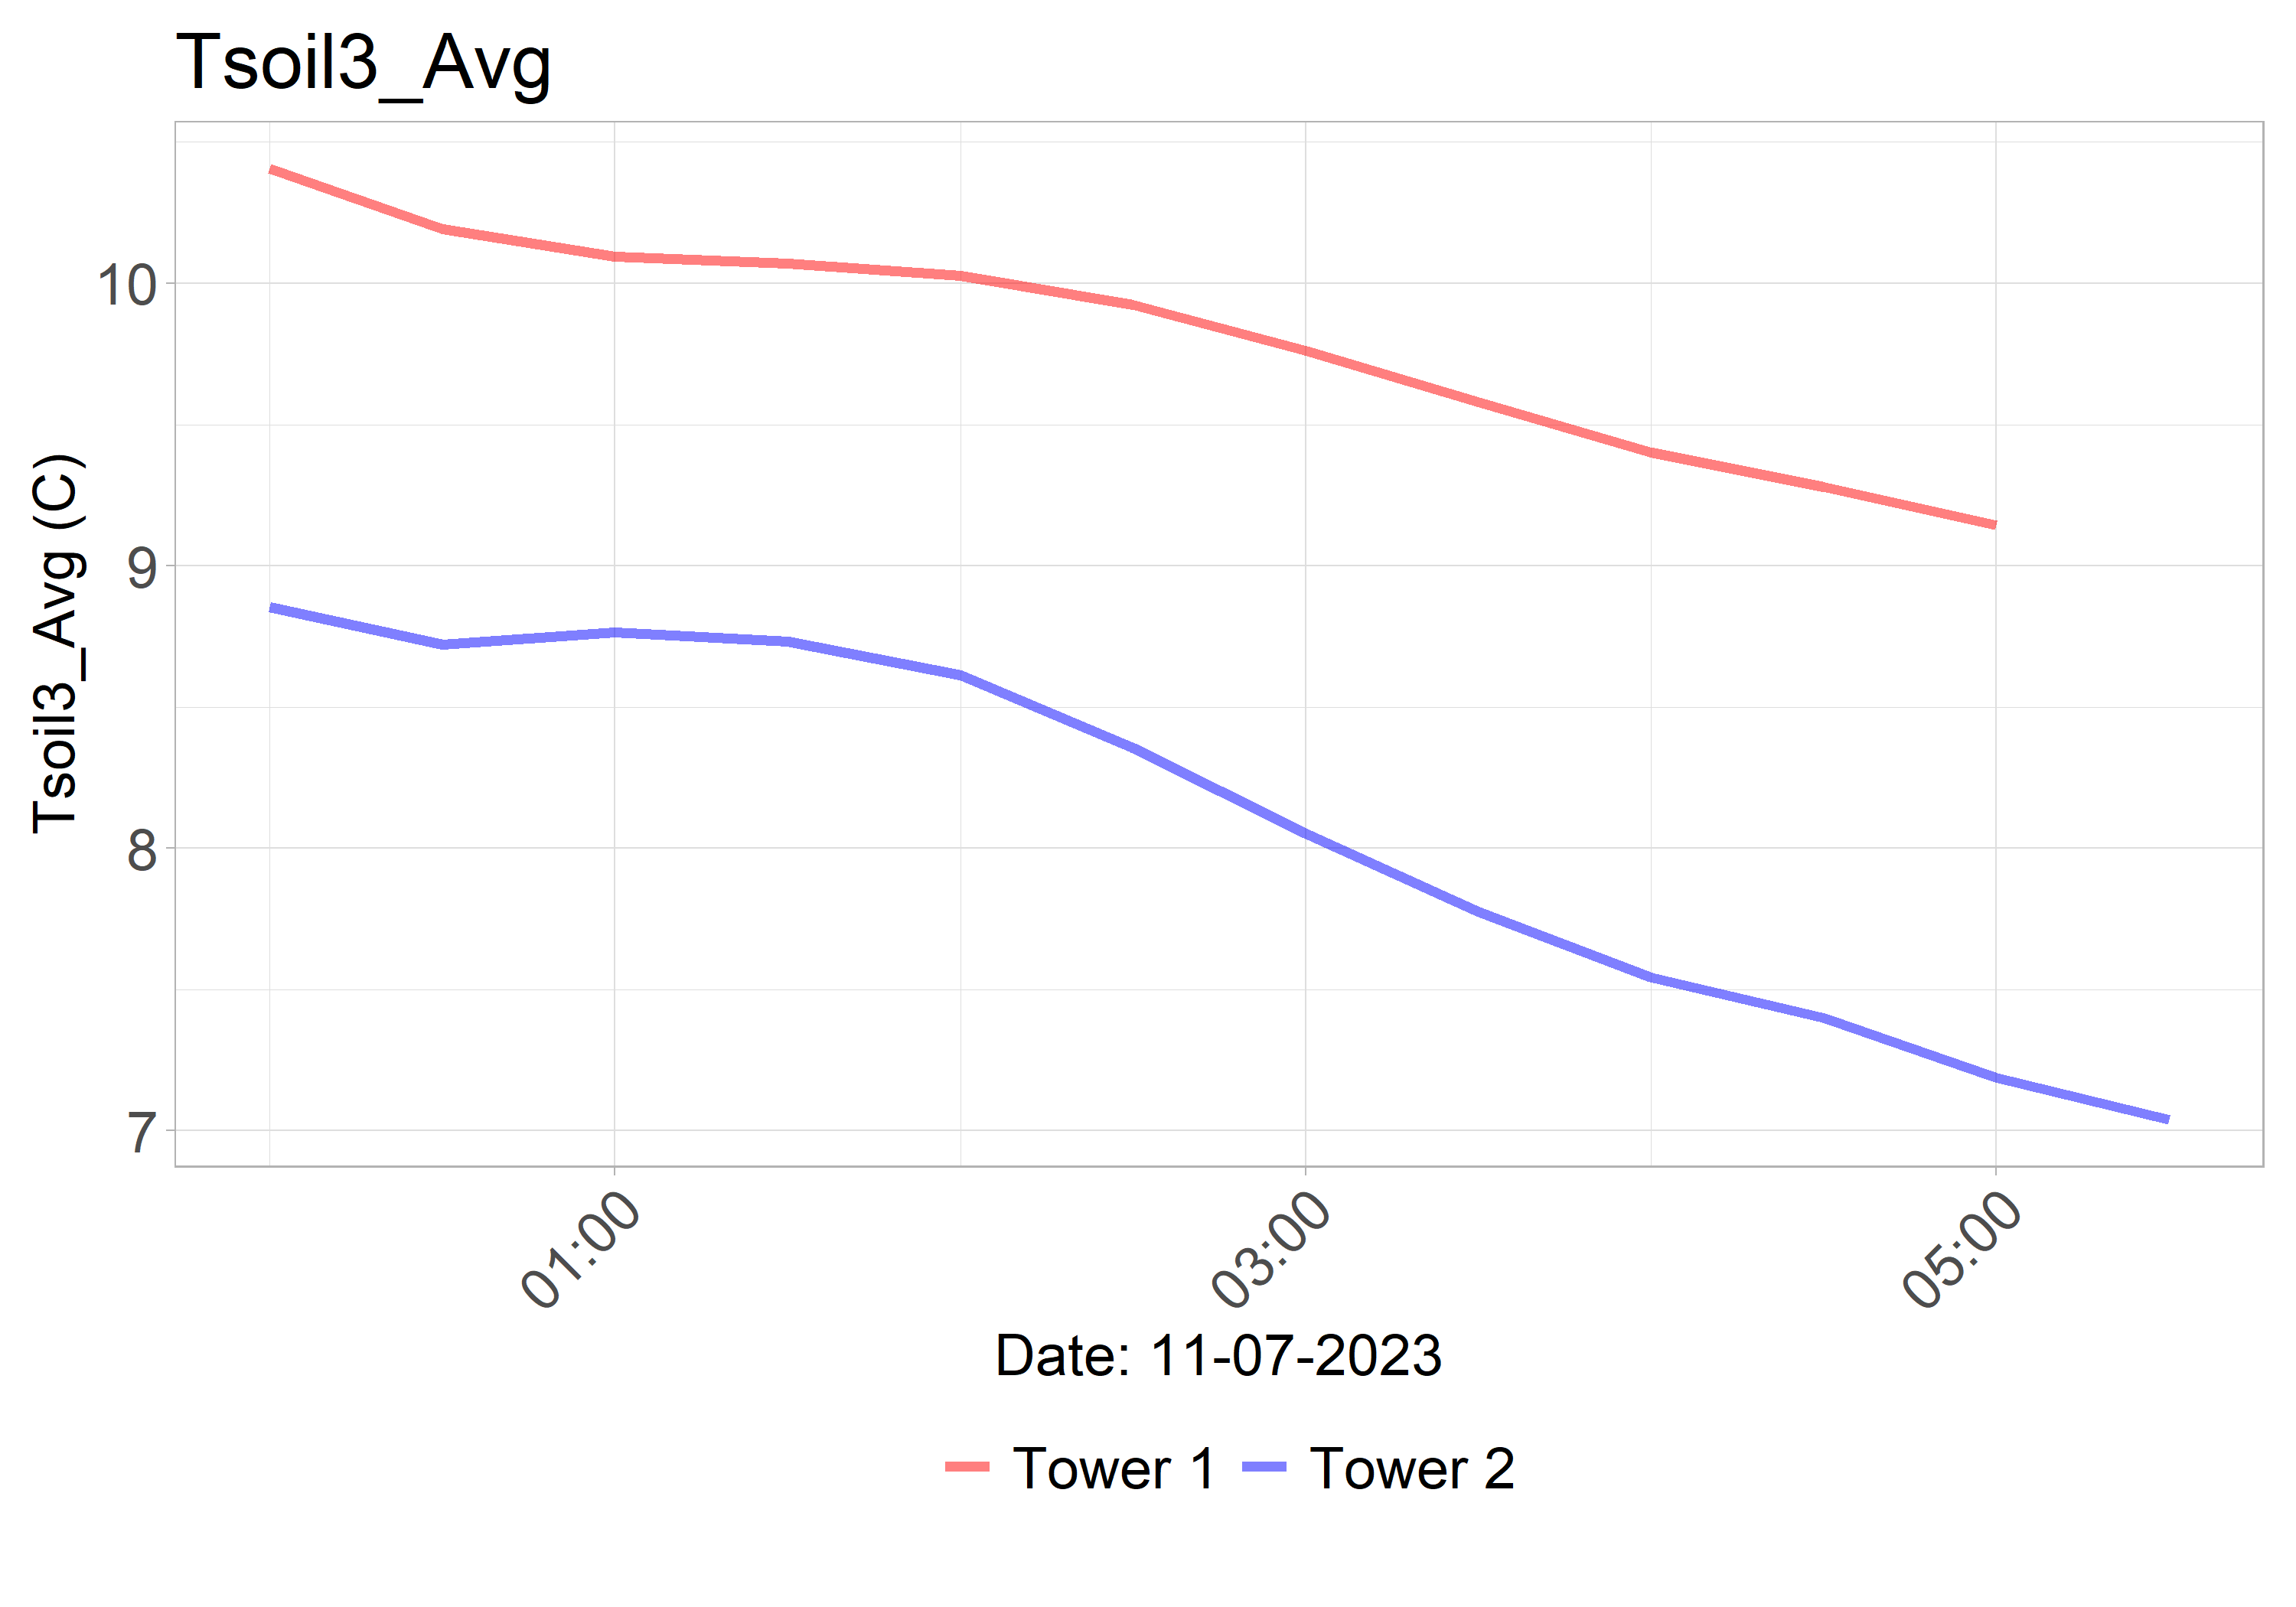 Tsoil3_Avg
Tsoil3_Avg (C)
10
9
8
7
01:00
03:00
05:00
Date: 11-07-2023
Tower 1
Tower 2